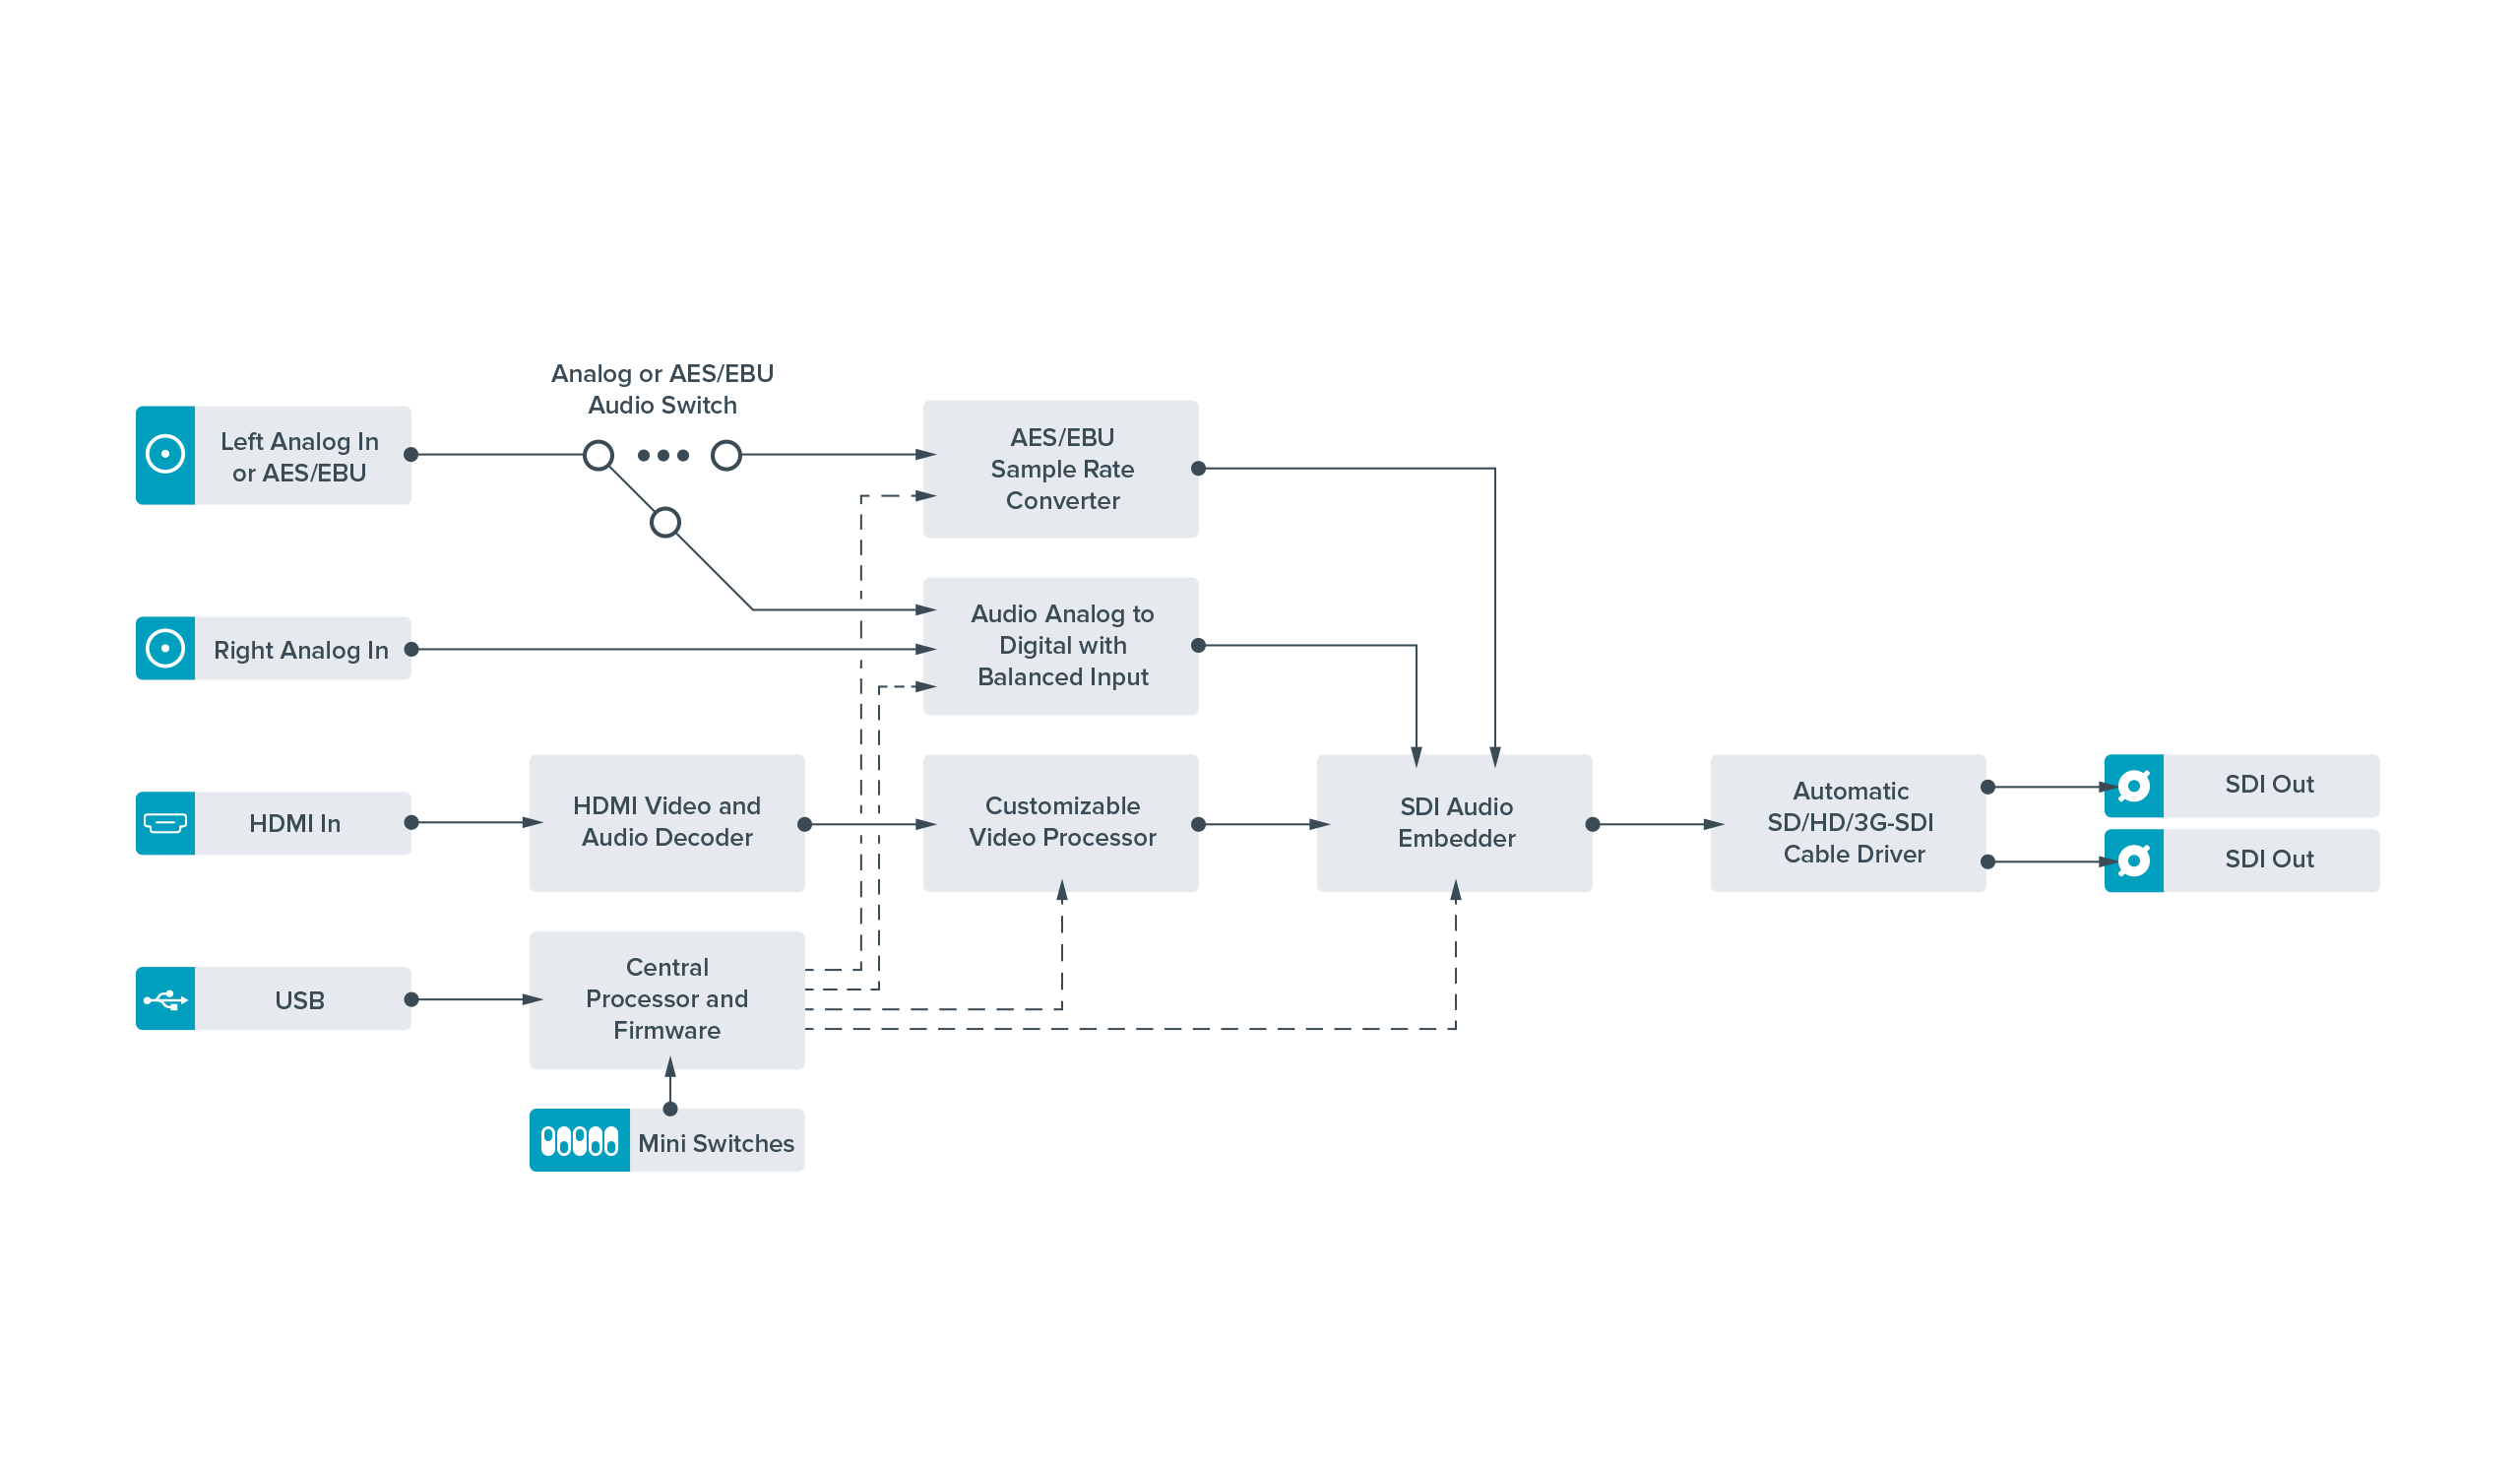 Analog or AES/EBU
Audio Switch
Left Analog In
or AES/EBU
AES/EBU
Sample Rate
Converter
Right Analog In
Audio Analog to
Digital with
Balanced Input
HDMI In
HDMI Video and
Audio Decoder
Customizable
Video Processor
SDI Audio
Embedder
Automatic
SD/HD/3G-SDI
Cable Driver
SDI Out
SDI Out
USB
Central
Processor and
Firmware
Mini Switches